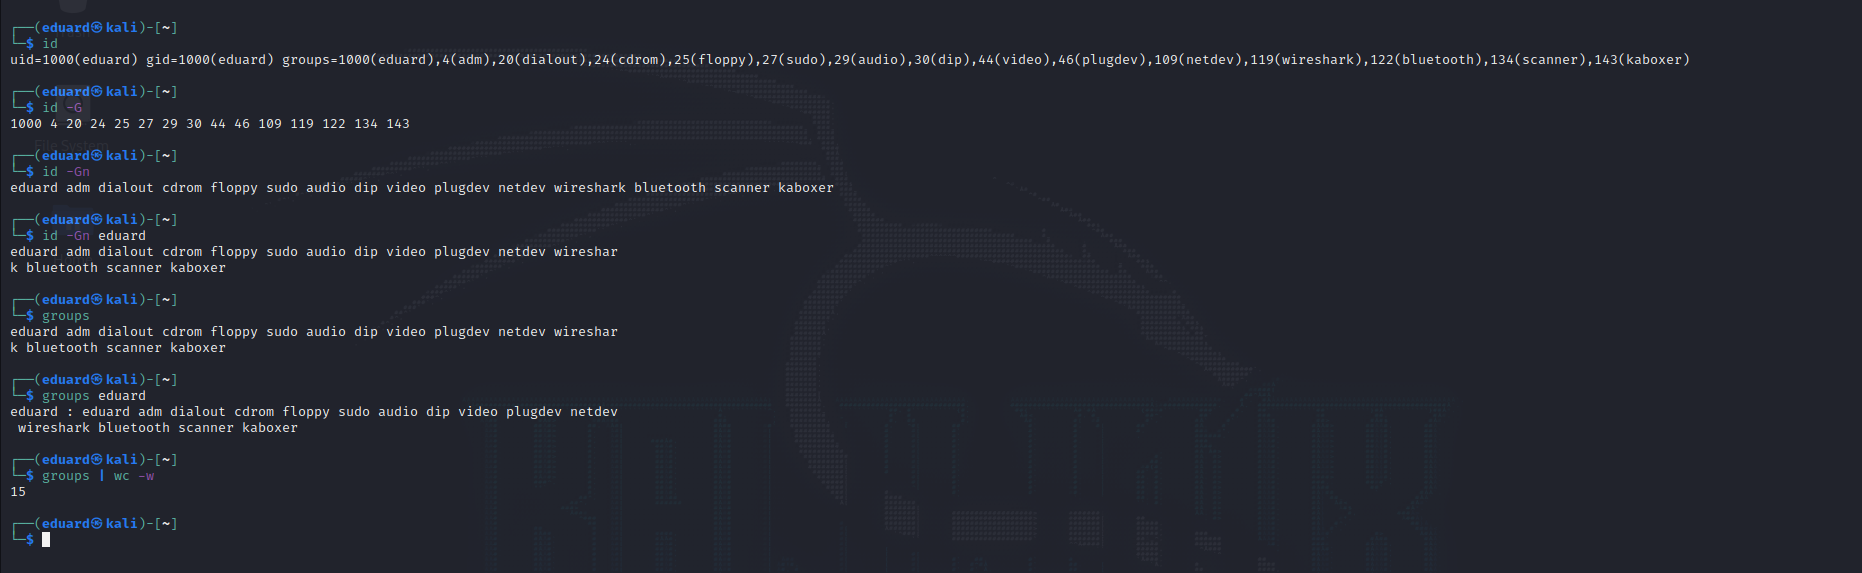 ┌──(eduard㉿kali)-[~]
└─$ id
uid=1000(eduard) gid=1000(eduard) groups=1000(eduard),4(adm),20(dialout),24(cdrom),25(floppy),27(sudo),29(audio),30(dip),44(video),46(plugdev),109(netdev),119(wireshark),122(bluetooth),134(scanner),143(kaboxer)
┌──(eduard㉿kali)-[~]
└─$ id -G
1000 4 20 24 25 27 29 30 44 46 109 119 122 134 143
File System
┌──(eduard㉿kali)-[~]
└─$ id -Gn
eduard adm dialout cdrom floppy sudo audio dip video plugdev netdev wireshark bluetooth scanner kaboxer
┌──(eduard㉿kali)-[~]
└─$ id -Gn eduard
eduard adm dialout cdrom floppy sudo audio dip video plugdev netdev wireshar
k bluetooth scanner kaboxer
┌──(eduard㉿kali)-[~]
└─$ groups
eduard adm dialout cdrom floppy sudo audio dip video plugdev netdev wireshar
k bluetooth scanner kaboxer
┌──(eduard㉿kali)-[~]
└─$ groups eduard
eduard : eduard adm dialout cdrom floppy sudo audio dip video plugdev netdev
 wireshark bluetooth scanner kaboxer
┌──(eduard㉿kali)-[~]
└─$ groups | wc -w
15
┌──(eduard㉿kali)-[~]
└─$